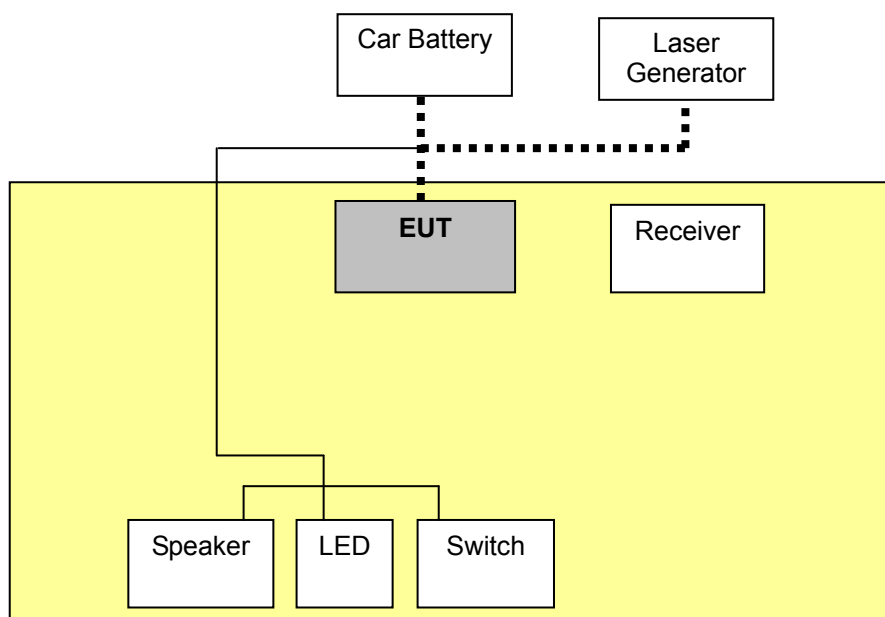 Car Battery
Laser
Generator
EUT
Receiver
Speaker
LED
Switch